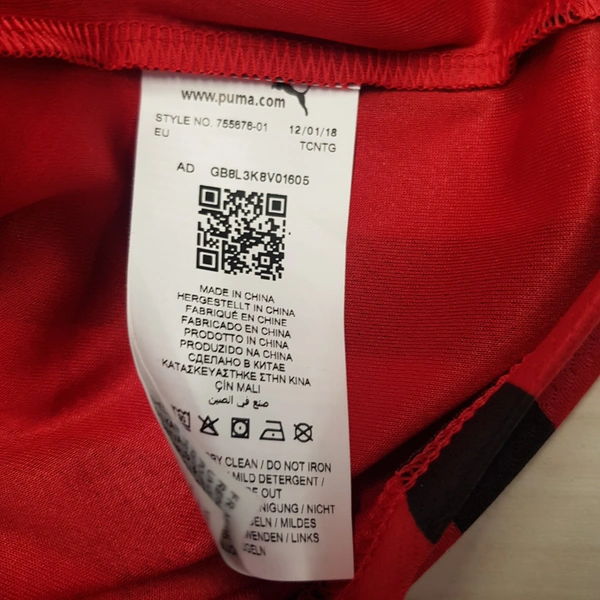 www.puma.com
STYLE NO. 755676-01 12/01/18
EU TCNTG
AD GB8L3K8V01605
MADE IN CHINA
HERGESTELLT IN CHINA
FABRIQUÉ EN CHINE
FABRICADO EN CHINA
PRODOTTO IN CHINA
PRODUZIDO NA CHINA
СДЕЛАНО В КИТАЕ
ΚΑΤΑΣΚΕΥΑΣΤΗΚΕ ΣΤΗΝ ΚΙΝΑ
ÇİN MALI
صنع في الصين
CLEAN / DO NOT IRON
MILD DETERGENT /
OUT
/ NICHT
/ MILDES
/ LINKS